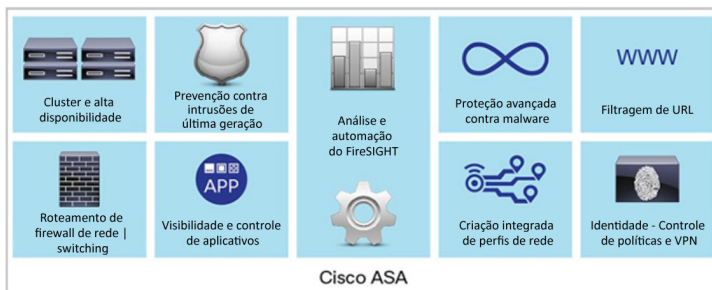 Cluster e alta
disponibilidade
Prevenção contra
intrusões de
última geração
Análise e
automação
do FireSIGHT
Proteção avançada
contra malware
WWW
Filtragem de URL
Roteamento de
firewall de rede |
switching
APP
Visibilidade e controle
de aplicativos
Criação integrada
de perfis de rede
Identidade - Controle
de políticas e VPN
Cisco ASA